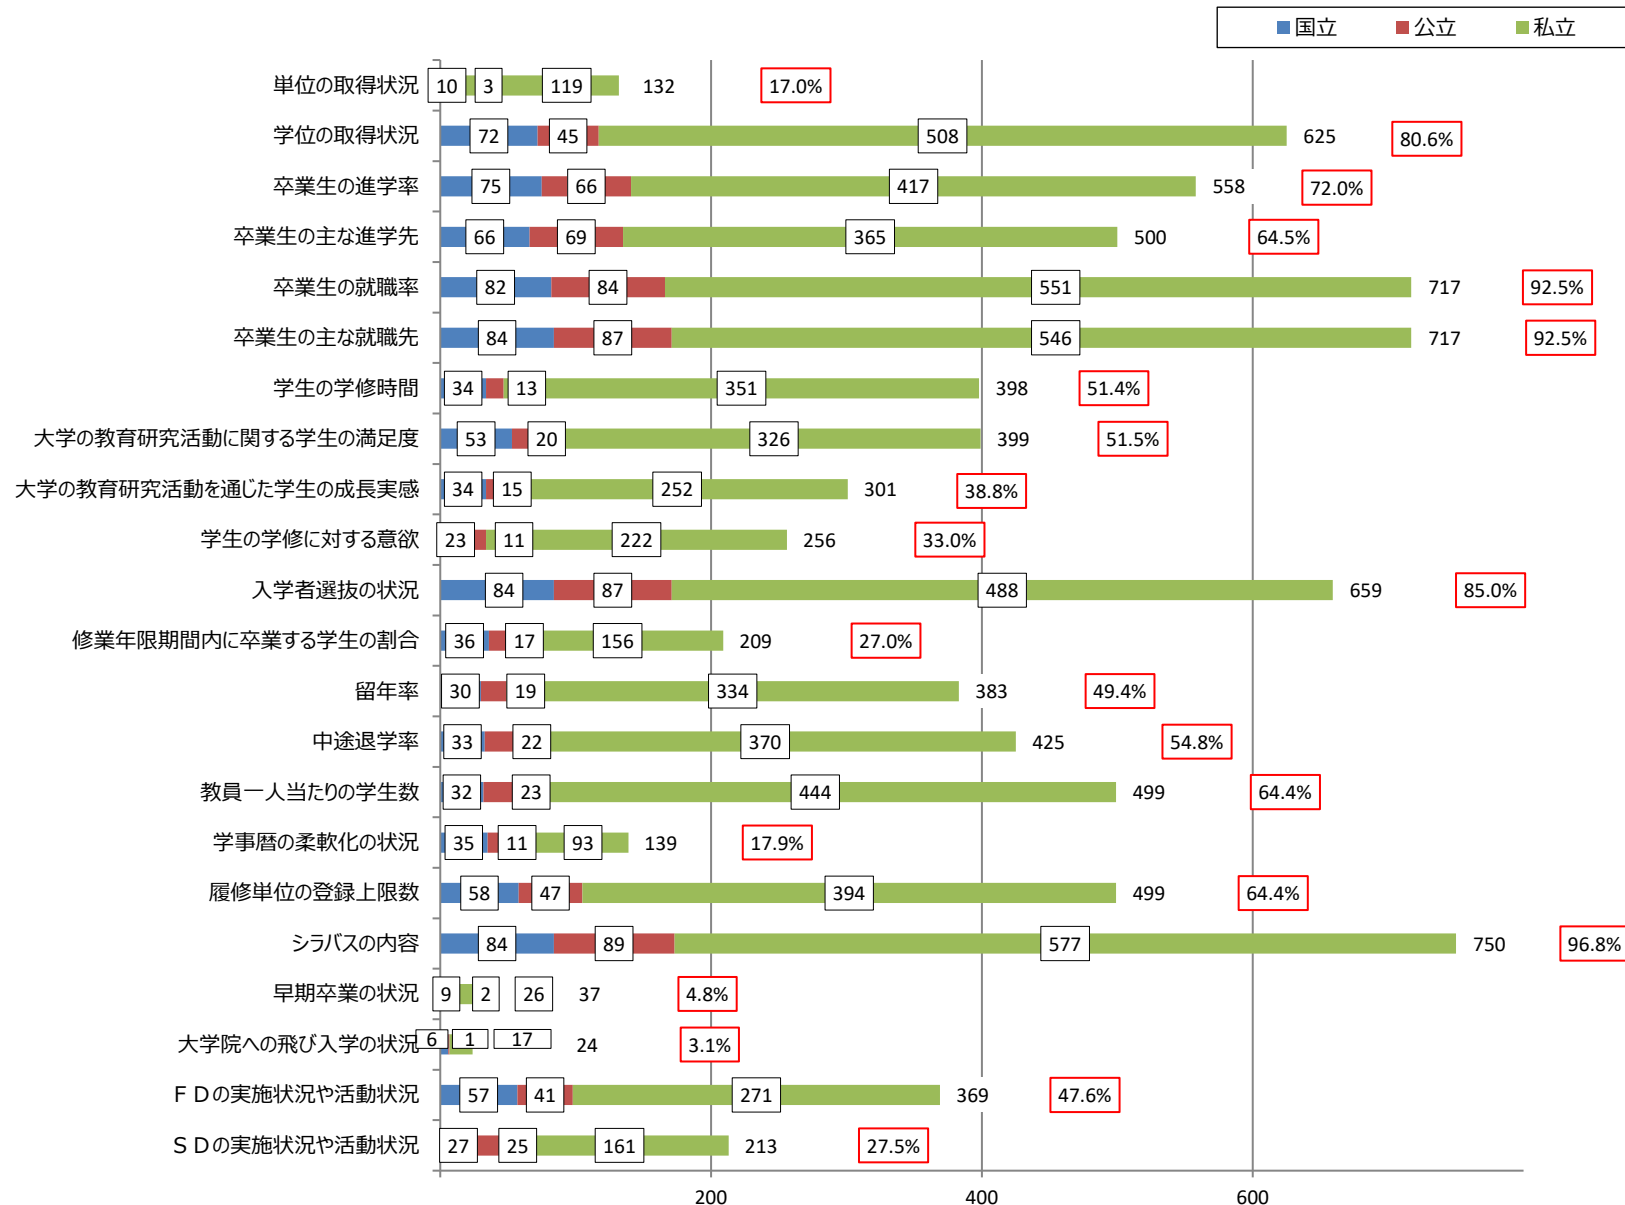 国立 公立 私立
単位の取得状況 10 3 119 132 17.0%
学位の取得状況 72 45 508 625 80.6%
卒業生の進学率 75 66 417 558 72.0%
卒業生の主な進学先 66 69 365 500 64.5%
卒業生の就職率 82 84 551 717 92.5%
卒業生の主な就職先 84 87 546 717 92.5%
学生の学修時間 34 13 351 398 51.4%
大学の教育研究活動に関する学生の満足度 53 20 326 399 51.5%
大学の教育研究活動を通じた学生の成長実感 34 15 252 301 38.8%
学生の学修に対する意欲 23 11 222 256 33.0%
入学者選抜の状況 84 87 488 659 85.0%
修業年限期間内に卒業する学生の割合 36 17 156 209 27.0%
留年率 30 19 334 383 49.4%
中途退学率 33 22 370 425 54.8%
教員一人当たりの学生数 32 23 444 499 64.4%
学事暦の柔軟化の状況 35 11 93 139 17.9%
履修単位の登録上限数 58 47 394 499 64.4%
シラバスの内容 84 89 577 750 96.8%
早期卒業の状況 9 2 26 37 4.8%
大学院への飛び入学の状況 6 1 17 24 3.1%
ＦＤの実施状況や活動状況 57 41 271 369 47.6%
ＳＤの実施状況や活動状況 27 25 161 213 27.5%
200 400 600